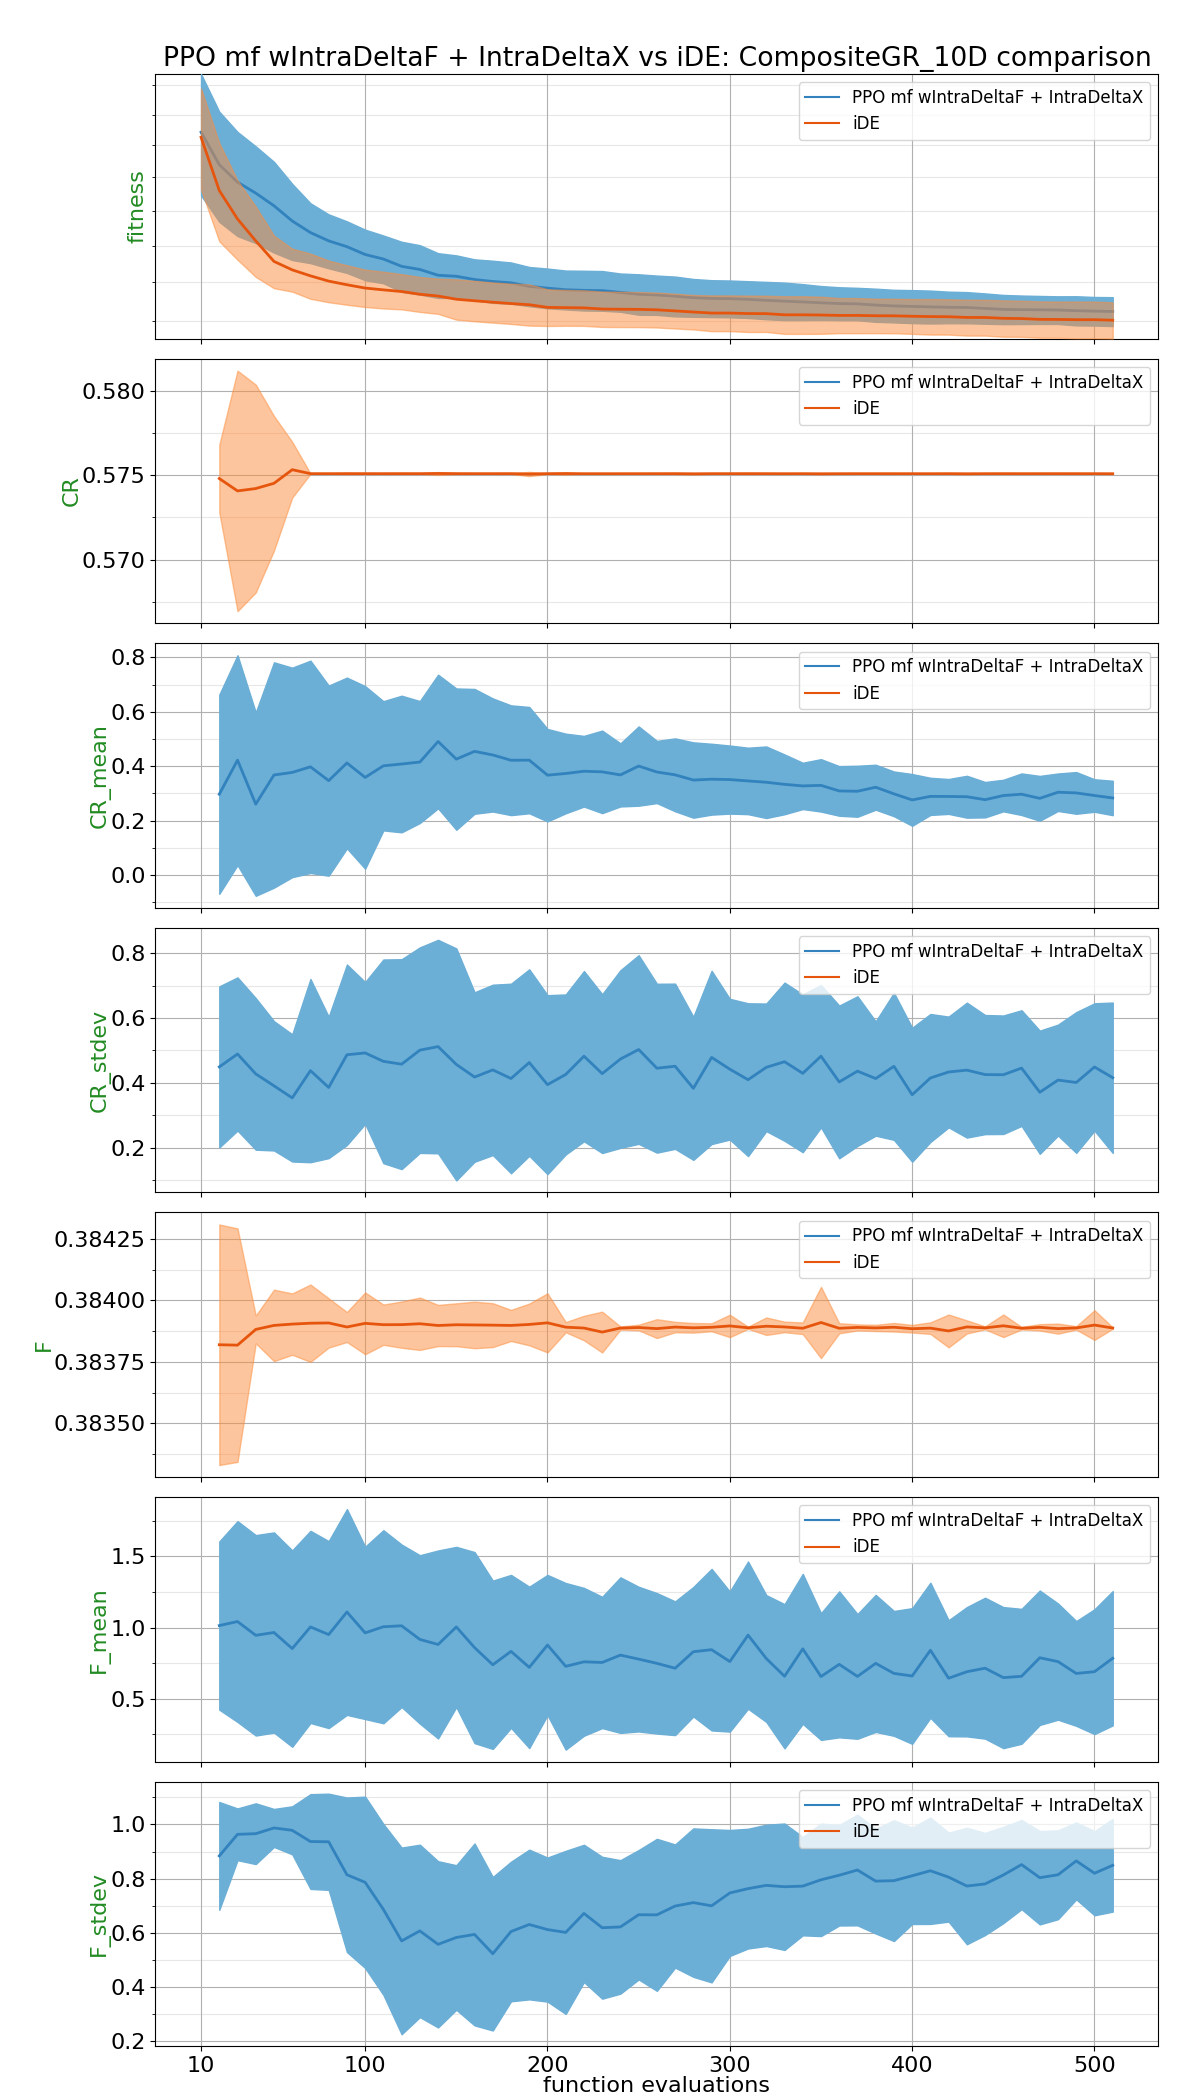 PPO mf wIntraDeltaF + IntraDeltaX vs iDE: CompositeGR_10D comparison
fitness
PPO mf wIntraDeltaF + IntraDeltaX
iDE
CR
0.580
0.575
0.570
PPO mf wIntraDeltaF + IntraDeltaX
iDE
CR_mean
0.8
0.6
0.4
0.2
0.0
PPO mf wIntraDeltaF + IntraDeltaX
iDE
CR_stdev
0.8
0.6
0.4
0.2
PPO mf wIntraDeltaF + IntraDeltaX
iDE
F
0.38425
0.38400
0.38375
0.38350
PPO mf wIntraDeltaF + IntraDeltaX
iDE
F_mean
1.5
1.0
0.5
PPO mf wIntraDeltaF + IntraDeltaX
iDE
F_stdev
1.0
0.8
0.6
0.4
0.2
PPO mf wIntraDeltaF + IntraDeltaX
iDE
10 100 200 300 400 500
function evaluations